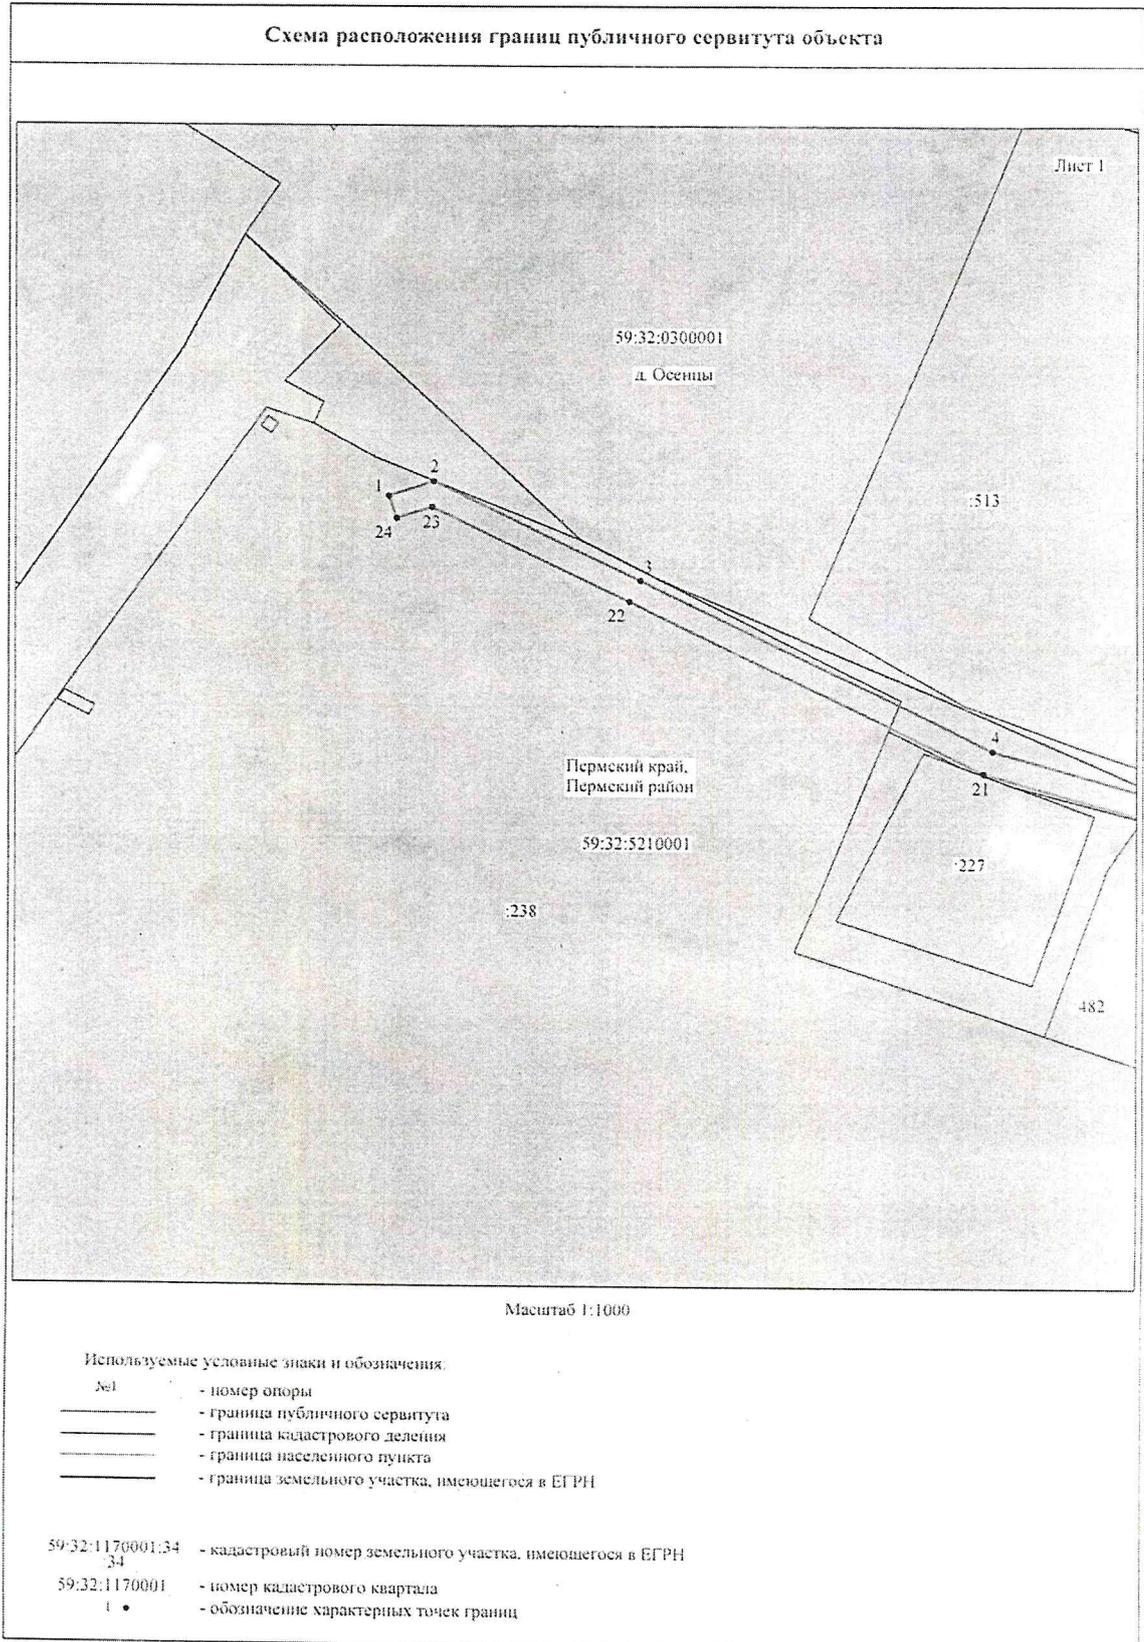 Схема расположения границ публичного сервитута объекта
Лист 1
59:32:0300001
д. Осенцы
:513
2
1
24
23
3
22
4
21
Пермский край,
Пермский район
59:32:5210001
:227
:238
482
Масштаб 1:1000
Используемые условные знаки и обозначения:
№1 - номер опоры
- граница публичного сервитута
- граница кадастрового деления
- граница населенного пункта
- граница земельного участка, имеющегося в ЕГРН
59:32:1170001:34
:34
- кадастровый номер земельного участка, имеющегося в ЕГРН
59:32:1170001 - номер кадастрового квартала
1 • - обозначение характерных точек границ